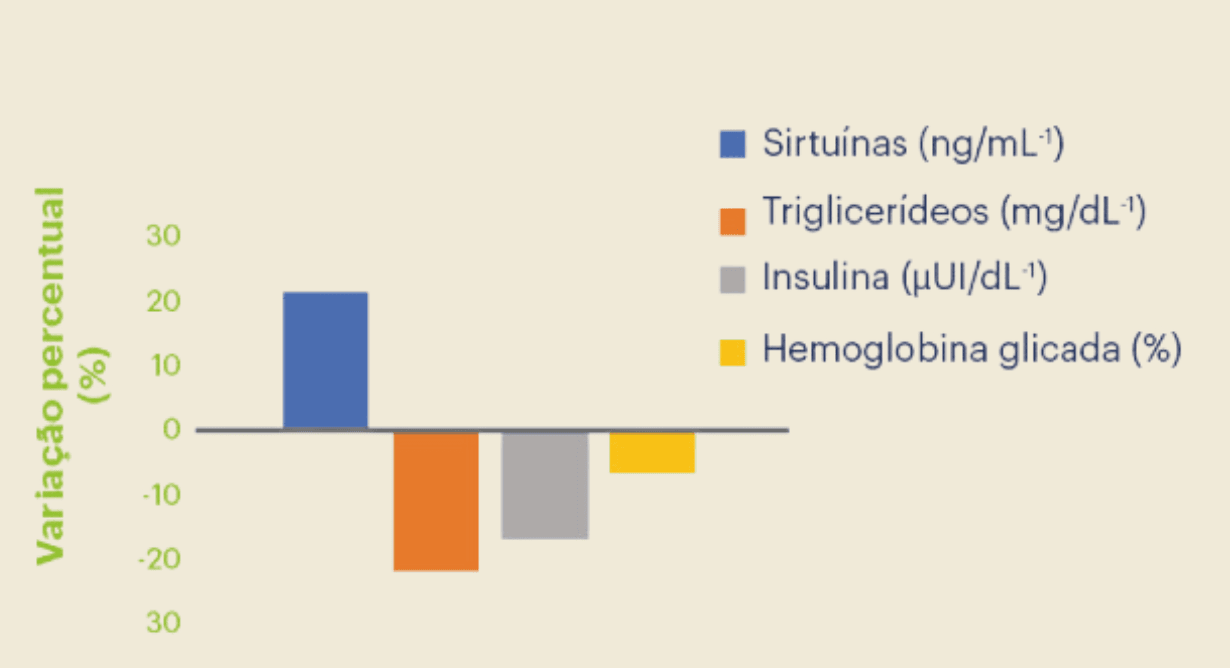 Variação percentual
(%)
30
20
10
0
-10
-20
30
Sirtuínas (ng/mL⁻¹)
Triglicerídeos (mg/dL⁻¹)
Insulina (µUI/dL⁻¹)
Hemoglobina glicada (%)